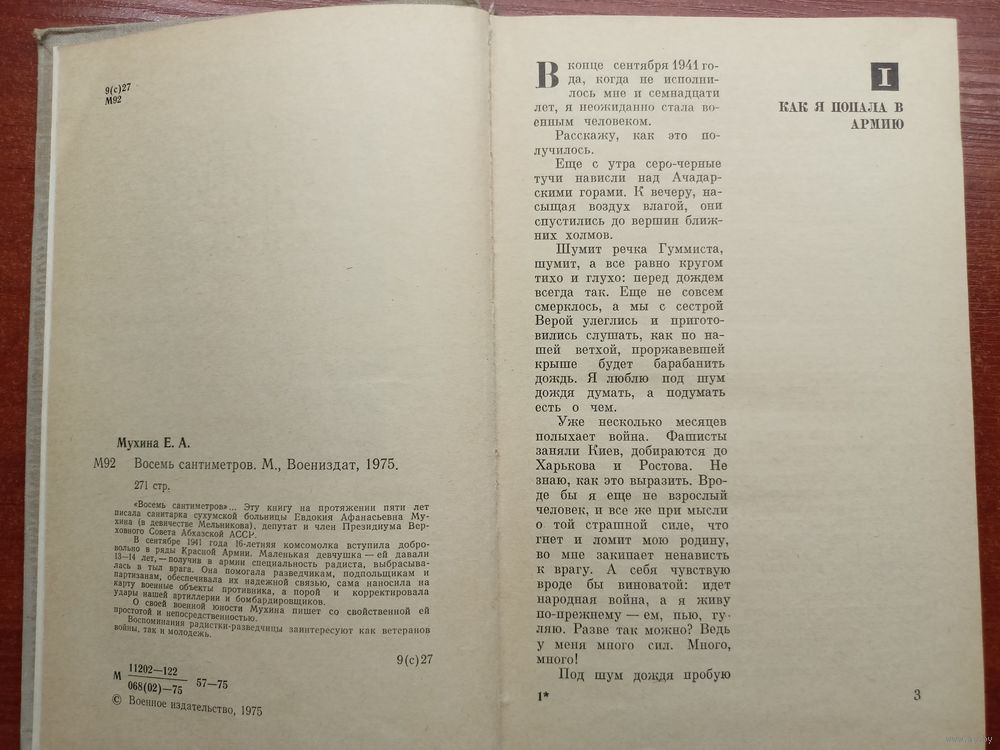 9(с)27
М92
Мухина Е. А.
М92 Восемь сантиметров. М., Воениздат, 1975.
271 стр.
«Восемь сантиметров»... Эту книгу на протяжении пяти лет
писала санитарка сухумской больницы Евдокия Афанасьевна Му-
хина (в девичестве Мельникова), депутат и член Президиума Вер-
ховного Совета Абхазской АССР.
В сентябре 1941 года 16-летняя комсомолка вступила добро-
вольно в ряды Красной Армии. Маленькая девчушка — ей давали
13—14 лет, — получив в армии специальность радиста, выбрасыва-
лась в тыл врага. Она помогала разведчикам, подпольщикам и
партизанам, обеспечивала их надежной связью, сама наносила на
карту военные объекты противника, а порой и корректировала
удары нашей артиллерии и бомбардировщиков.
О своей военной юности Мухина пишет со свойственной ей
простотой и непосредственностью.
Воспоминания радистки-разведчицы заинтересуют как ветеранов
войны, так и молодежь.
М 11202—122
068(02)—75 57—75
9(с)27
© Военное издательство, 1975
I
КАК Я ПОПАЛА В
АРМИЮ
В конце сентября 1941 го-
да, когда не исполни-
лось мне и семнадцати
лет, я неожиданно стала во-
енным человеком.
Расскажу, как это по-
лучилось.
Еще с утра серо-черные
тучи нависли над Ачадар-
скими горами. К вечеру, на-
сыщая воздух влагой, они
спустились до вершин ближ-
них холмов.
Шумит речка Гуммиста,
шумит, а все равно кругом
тихо и глухо: перед дождем
всегда так. Еще не совсем
смерклось, а мы с сестрой
Верой улеглись и пригото-
вились слушать, как по на-
шей ветхой, проржавевшей
крыше будет барабанить
дождь. Я люблю под шум
дождя думать, а подумать
есть о чем.
Уже несколько месяцев
полыхает война. Фашисты
заняли Киев, добираются до
Харькова и Ростова. Не
знаю, как это выразить. Вро-
де бы я еще не взрослый
человек, и все же при мысли
о той страшной силе, что
гнет и ломит мою родину,
во мне закипает ненависть
к врагу. А себя чувствую
вроде бы виноватой: идет
народная война, а я живу
по-прежнему — ем, пью, гу-
ляю. Разве так можно? Ведь
у меня много сил. Много,
много!
Под шум дождя пробую
1*
3